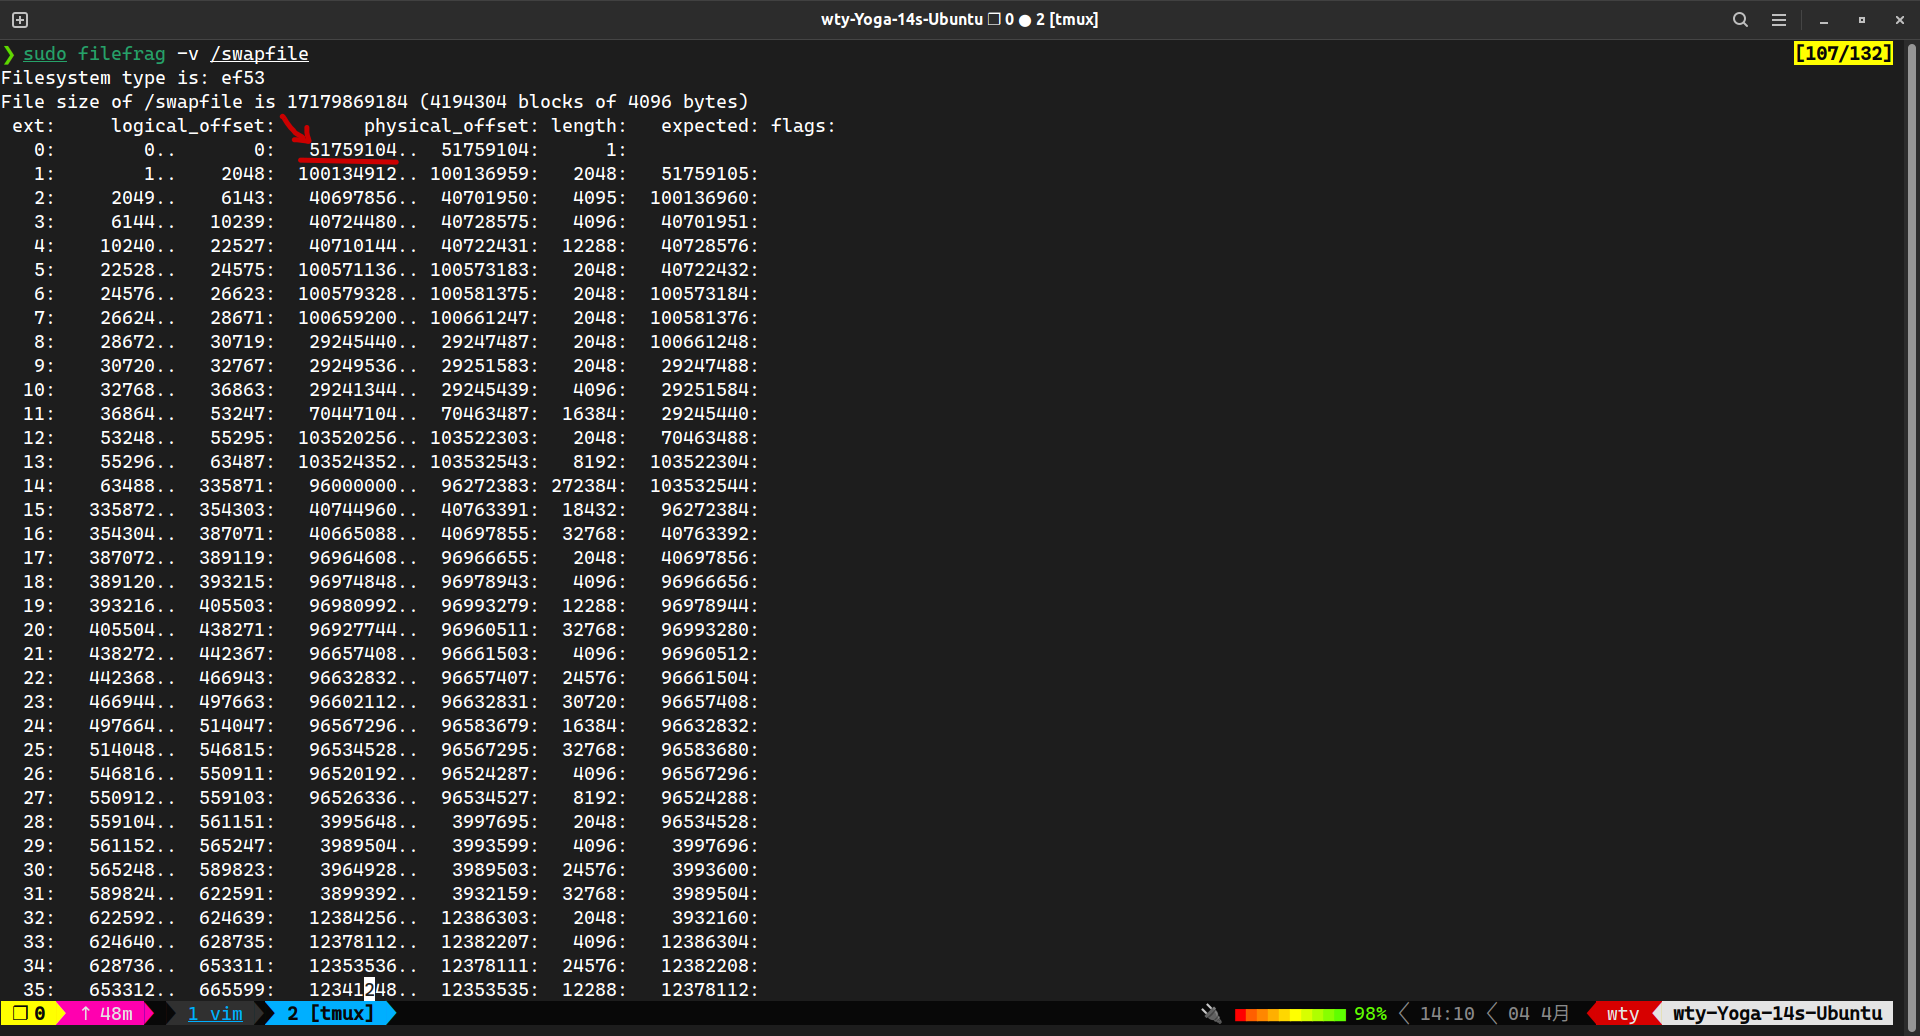 wty-Yoga-14s-Ubuntu ❐ 0 ● 2 [tmux]
❯ sudo filefrag -v /swapfile [107/132]
Filesystem type is: ef53
File size of /swapfile is 17179869184 (4194304 blocks of 4096 bytes)
ext: logical_offset: physical_offset: length: expected: flags:
0: 0.. 0: 51759104.. 51759104: 1:
1: 1.. 2048: 100134912.. 100136959: 2048: 51759105:
2: 2049.. 6143: 40697856.. 40701950: 4095: 100136960:
3: 6144.. 10239: 40724480.. 40728575: 4096: 40701951:
4: 10240.. 22527: 40710144.. 40722431: 12288: 40728576:
5: 22528.. 24575: 100571136.. 100573183: 2048: 40722432:
6: 24576.. 26623: 100579328.. 100581375: 2048: 100573184:
7: 26624.. 28671: 100659200.. 100661247: 2048: 100581376:
8: 28672.. 30719: 29245440.. 29247487: 2048: 100661248:
9: 30720.. 32767: 29249536.. 29251583: 2048: 29247488:
10: 32768.. 36863: 29241344.. 29245439: 4096: 29251584:
11: 36864.. 53247: 70447104.. 70463487: 16384: 29245440:
12: 53248.. 55295: 103520256.. 103522303: 2048: 70463488:
13: 55296.. 63487: 103524352.. 103532543: 8192: 103522304:
14: 63488.. 335871: 96000000.. 96272383: 272384: 103532544:
15: 335872.. 354303: 40744960.. 40763391: 18432: 96272384:
16: 354304.. 387071: 40665088.. 40697855: 32768: 40763392:
17: 387072.. 389119: 96964608.. 96966655: 2048: 40697856:
18: 389120.. 393215: 96974848.. 96978943: 4096: 96966656:
19: 393216.. 405503: 96980992.. 96993279: 12288: 96978944:
20: 405504.. 438271: 96927744.. 96960511: 32768: 96993280:
21: 438272.. 442367: 96657408.. 96661503: 4096: 96960512:
22: 442368.. 466943: 96632832.. 96657407: 24576: 96661504:
23: 466944.. 497663: 96602112.. 96632831: 30720: 96657408:
24: 497664.. 514047: 96567296.. 96583679: 16384: 96632832:
25: 514048.. 546815: 96534528.. 96567295: 32768: 96583680:
26: 546816.. 550911: 96520192.. 96524287: 4096: 96567296:
27: 550912.. 559103: 96526336.. 96534527: 8192: 96524288:
28: 559104.. 561151: 3995648.. 3997695: 2048: 96534528:
29: 561152.. 565247: 3989504.. 3993599: 4096: 3997696:
30: 565248.. 589823: 3964928.. 3989503: 24576: 3993600:
31: 589824.. 622591: 3899392.. 3932159: 32768: 3989504:
32: 622592.. 624639: 12384256.. 12386303: 2048: 3932160:
33: 624640.. 628735: 12378112.. 12382207: 4096: 12386304:
34: 628736.. 653311: 12353536.. 12378111: 24576: 12382208:
35: 653312.. 665599: 12341248.. 12353535: 12288: 12378112:
❐ 0 ↑ 48m 1 vim 2 [tmux] 98% 14:10 04 4月 wty wty-Yoga-14s-Ubuntu